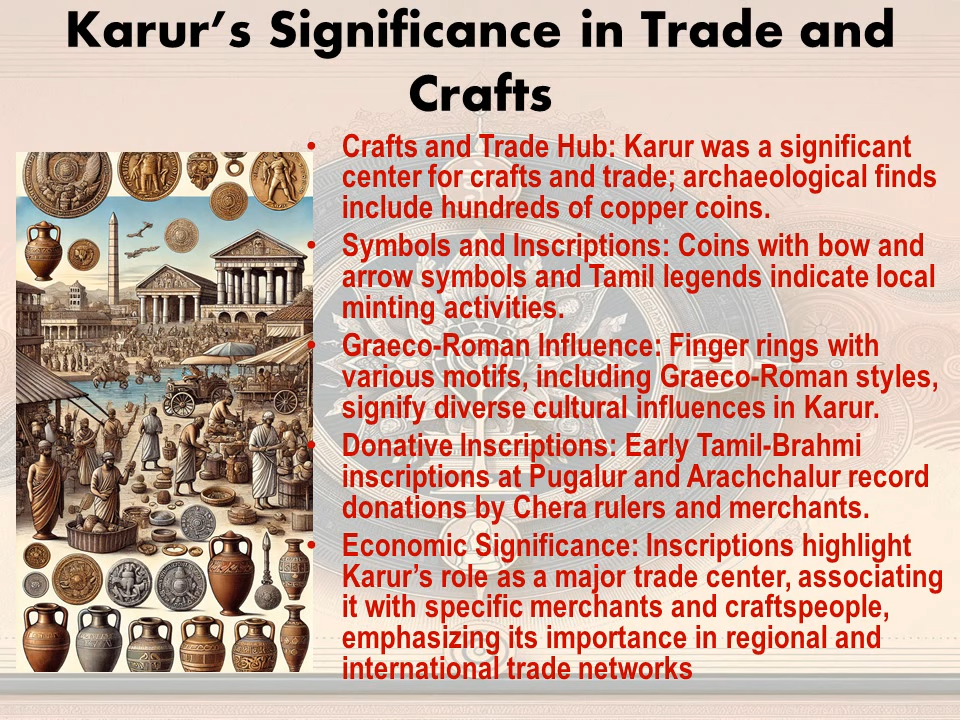 Karur’s Significance in Trade and
Crafts
• Crafts and Trade Hub: Karur was a significant
center for crafts and trade; archaeological finds
include hundreds of copper coins.
• Symbols and Inscriptions: Coins with bow and
arrow symbols and Tamil legends indicate local
minting activities.
• Graeco-Roman Influence: Finger rings with
various motifs, including Graeco-Roman styles,
signify diverse cultural influences in Karur.
• Donative Inscriptions: Early Tamil-Brahmi
inscriptions at Pugalur and Arachchalur record
donations by Chera rulers and merchants.
• Economic Significance: Inscriptions highlight
Karur’s role as a major trade center, associating
it with specific merchants and craftspeople,
emphasizing its importance in regional and
international trade networks